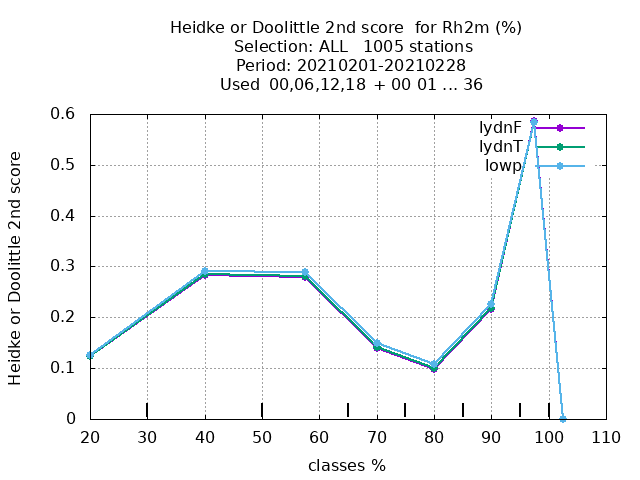 Heidke or Doolittle 2nd score  for Rh2m (%)
Selection: ALL   1005 stations
Period: 20210201-20210228
Used  00,06,12,18  + 00 01 ... 36
Heidke or Doolittle 2nd score
0.6
0.5
0.4
0.3
0.2
0.1
0
lydnF
lydnT
lowp
20 30 40 50 60 70 80 90 100 110
classes %